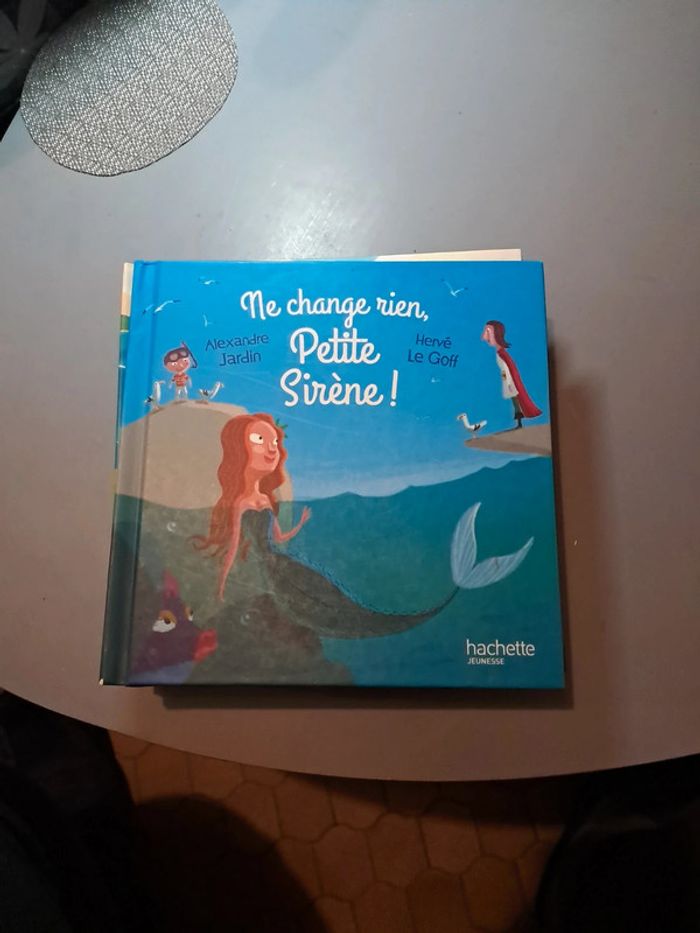 Ne change rien,
Petite
Sirène !
Alexandre
Jardin
Hervé
Le Goff
hachette
JEUNESSE